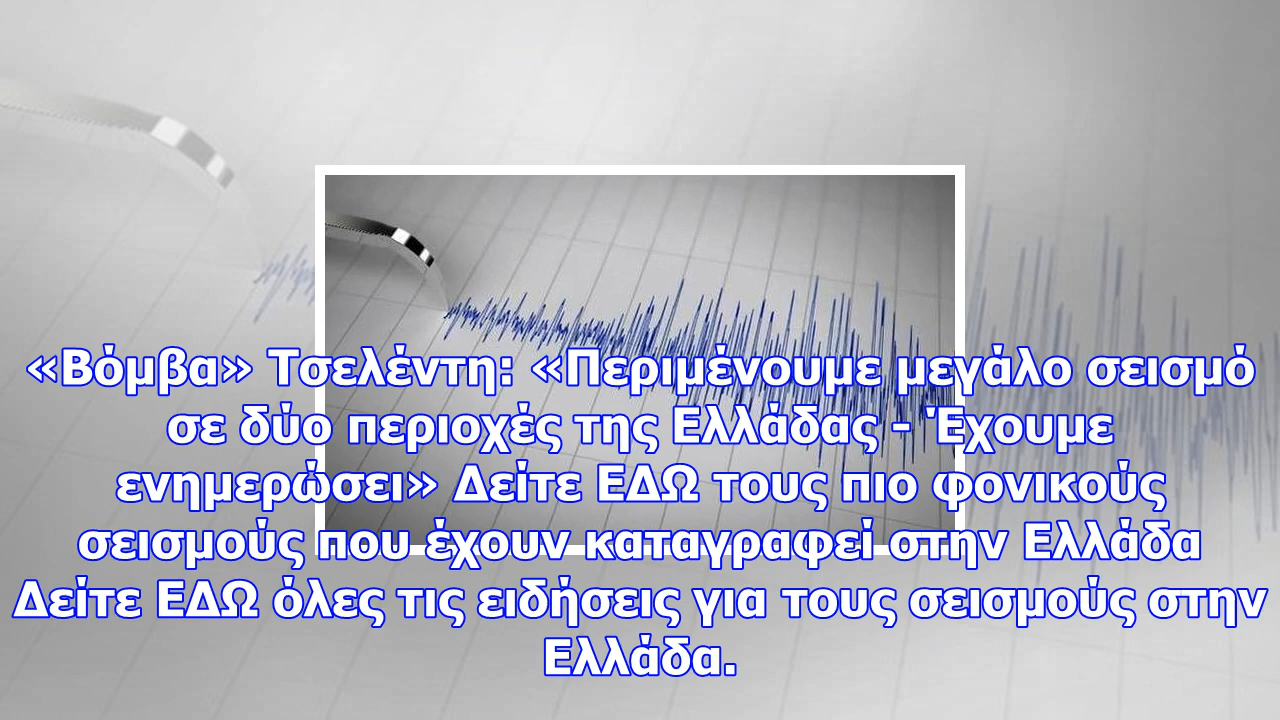 «Βόμβα» Τσελέντη: «Περιμένουμε μεγάλο σεισμό
σε δύο περιοχές της Ελλάδας - Έχουμε
ενημερώσει» Δείτε ΕΔΩ τους πιο φονικούς
σεισμούς που έχουν καταγραφεί στην Ελλάδα
Δείτε ΕΔΩ όλες τις ειδήσεις για τους σεισμούς στην
Ελλάδα.